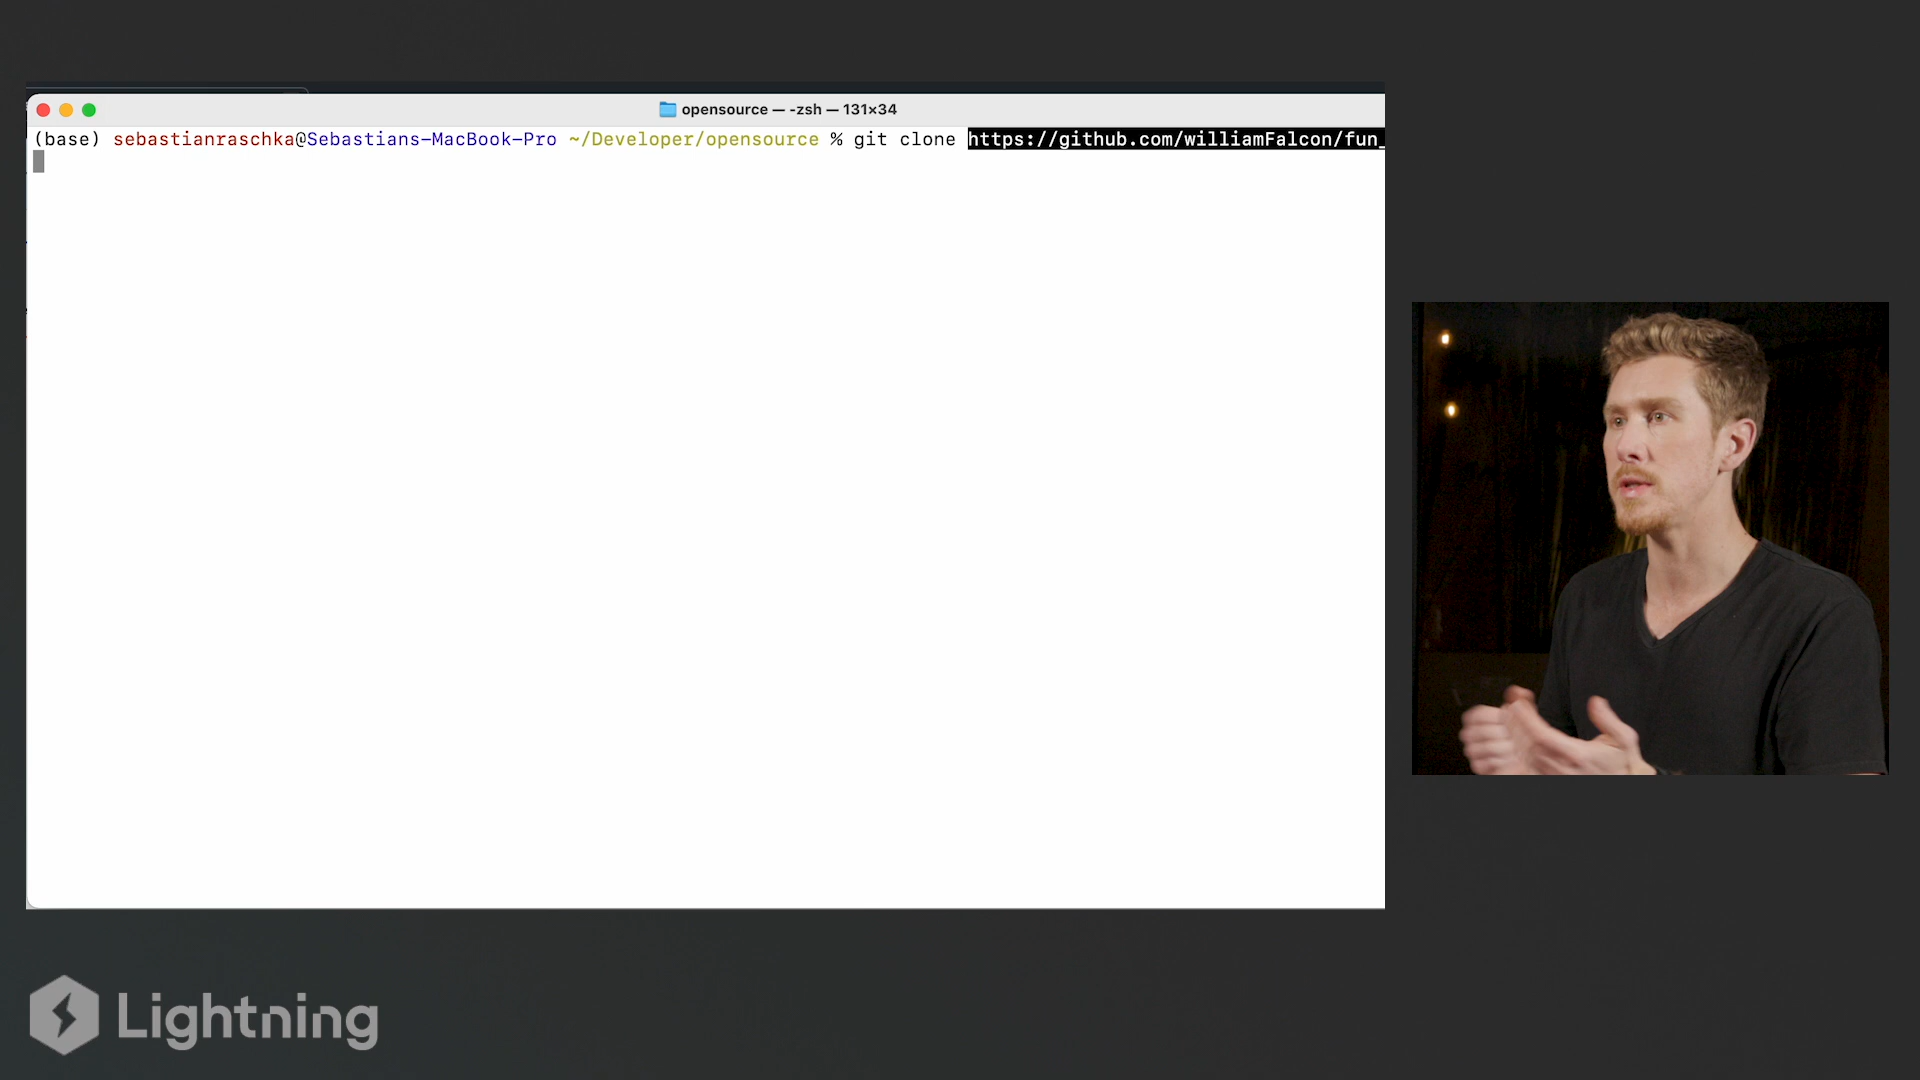 opensource — -zsh — 131×34
(base) sebastianraschka@Sebastians-MacBook-Pro ~/Developer/opensource % git clone https://github.com/williamFalcon/fun_
Lightning